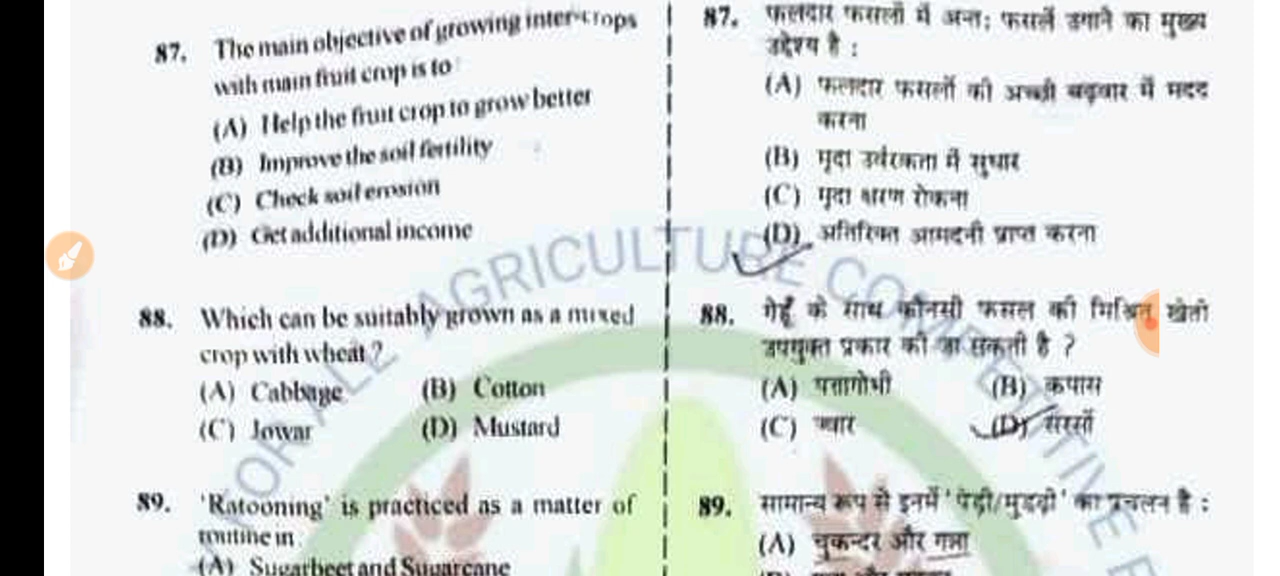 87. The main objective of growing inter-crops
with main fruit crop is to
(A) Help the fruit crop to grow better
(B) Improve the soil fertility
(C) Check soil erosion
(D) Get additional income
88. Which can be suitably grown as a mixed
crop with wheat ?
(A) Cabbage (B) Cotton
(C) Jowar (D) Mustard
89. 'Ratooning' is practiced as a matter of
routine in
(A) Sugarbeet and Sugarcane
87. फलदार फसलों में अन्त: फसलें उगाने का मुख्य
उद्देश्य है :
(A) फलदार फसलों की अच्छी बढ़वार में मदद
करना
(B) मृदा उर्वरकता में सुधार
(C) मृदा क्षरण रोकना
(D) अतिरिक्त आमदनी प्राप्त करना
88. गेहूँ के साथ कौनसी फसल की मिश्रित खेती
उपयुक्त प्रकार की जा सकती है ?
(A) पत्तागोभी (B) कपास
(C) ज्वार (D) सरसों
89. सामान्य रूप से इनमें 'पेड़ी/मुडढ़ी' का प्रचलन है :
(A) चुकन्दर और गन्ना
FOR ALL AGRICULTURE COMPETITIVE